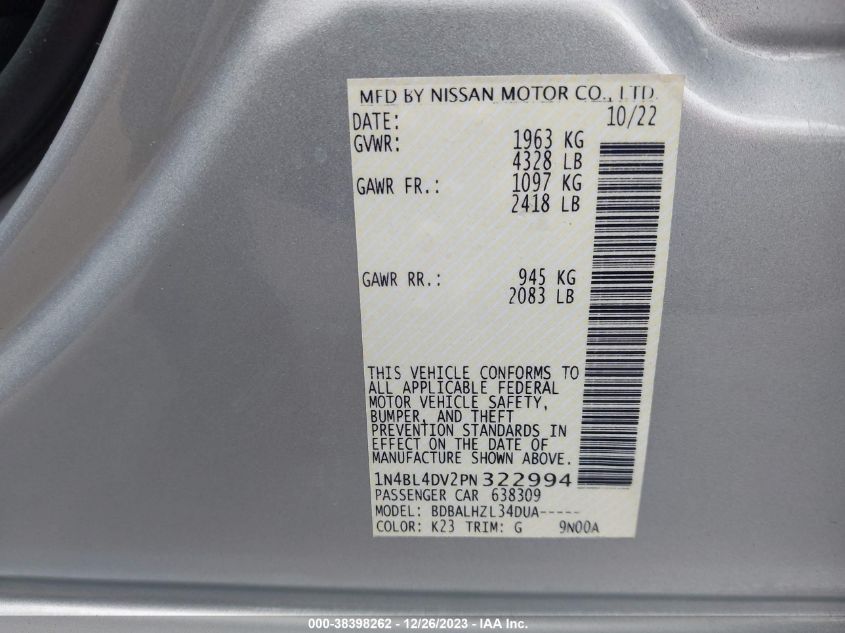 MFD BY NISSAN MOTOR CO., LTD.
DATE: 10/22
GVWR: 1963 KG
4328 LB
GAWR FR.: 1097 KG
2418 LB
GAWR RR.: 945 KG
2083 LB
THIS VEHICLE CONFORMS TO
ALL APPLICABLE FEDERAL
MOTOR VEHICLE SAFETY,
BUMPER, AND THEFT
PREVENTION STANDARDS IN
EFFECT ON THE DATE OF
MANUFACTURE SHOWN ABOVE.
1N4BL4DV2PN322994
PASSENGER CAR 638309
MODEL: BDBALHZL34DUA-----
COLOR: K23 TRIM: G 9N00A
000-38398262 - 12/26/2023 - IAA Inc.